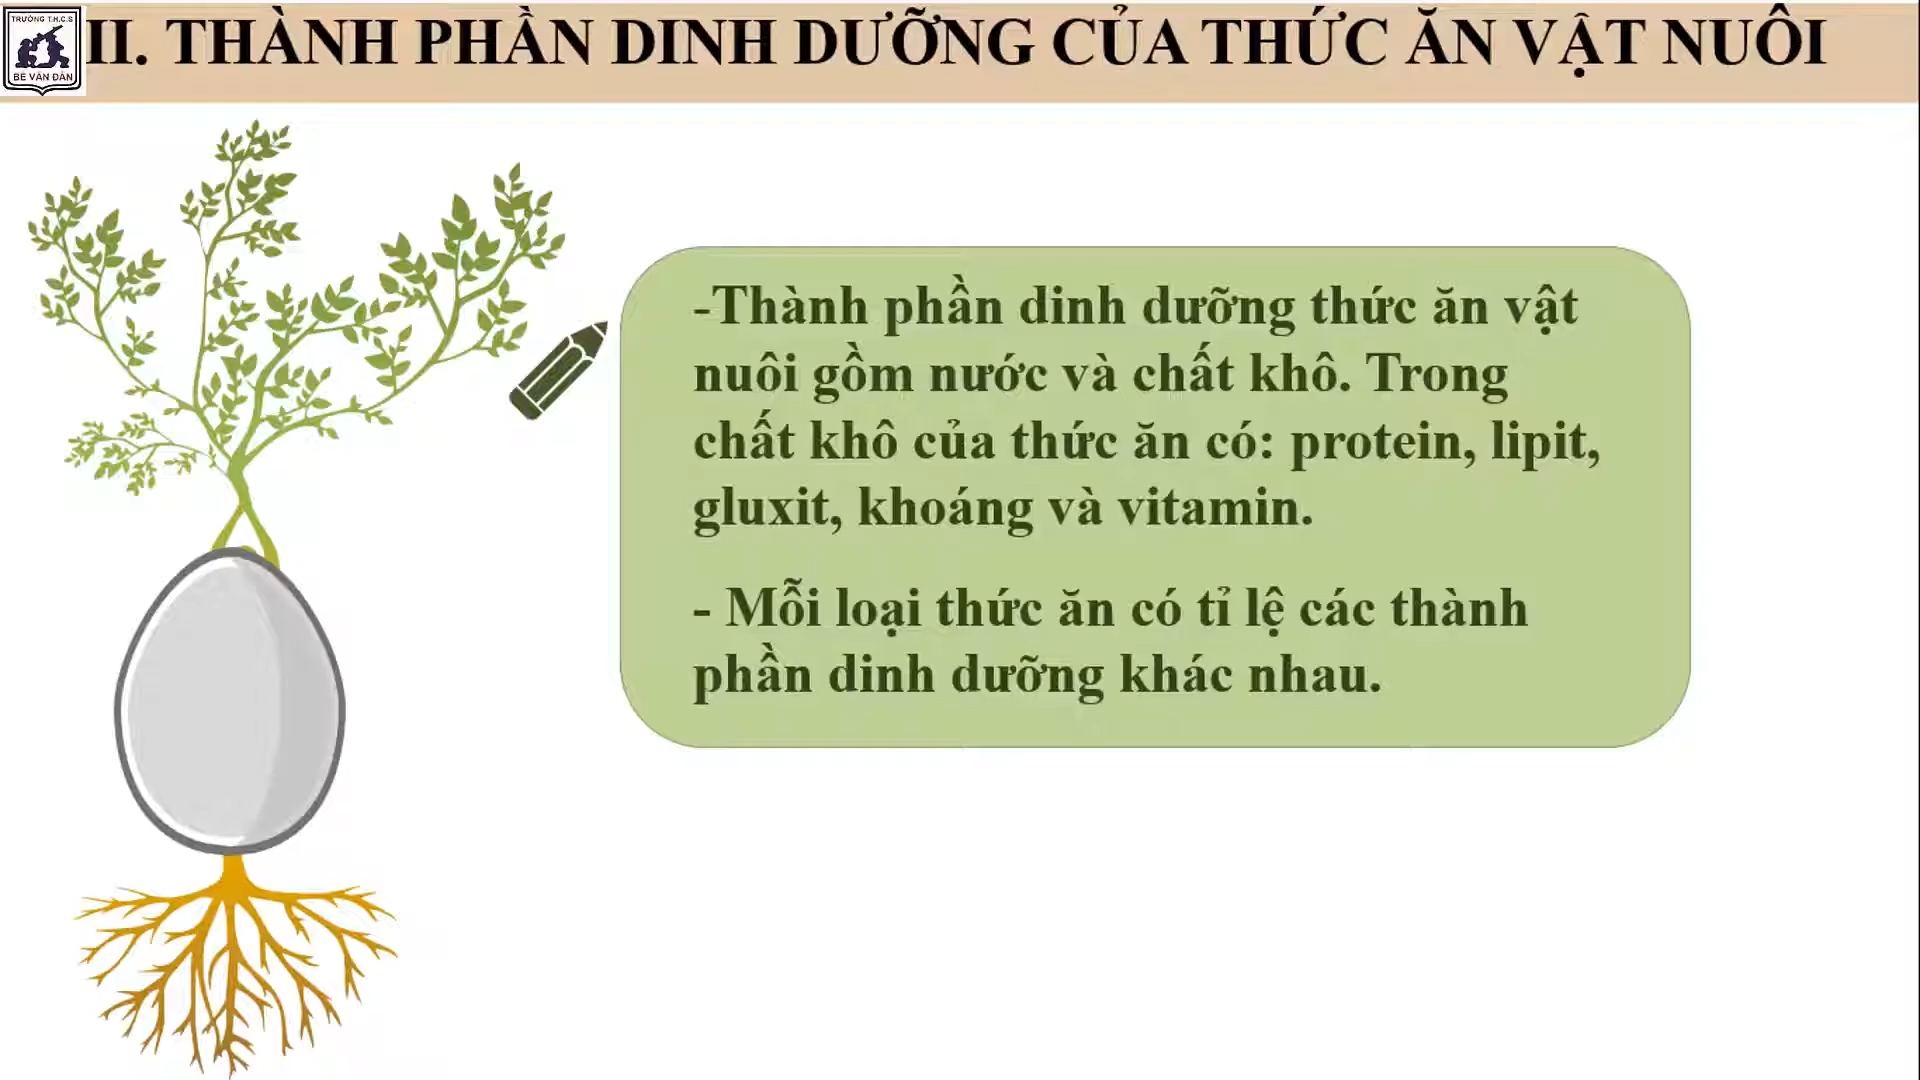 TRƯỜNG T.H.C.S
BẾ VĂN ĐÀN
II. THÀNH PHẦN DINH DƯỠNG CỦA THỨC ĂN VẬT NUÔI
-Thành phần dinh dưỡng thức ăn vật
nuôi gồm nước và chất khô. Trong
chất khô của thức ăn có: protein, lipit,
gluxit, khoáng và vitamin.
- Mỗi loại thức ăn có tỉ lệ các thành
phần dinh dưỡng khác nhau.